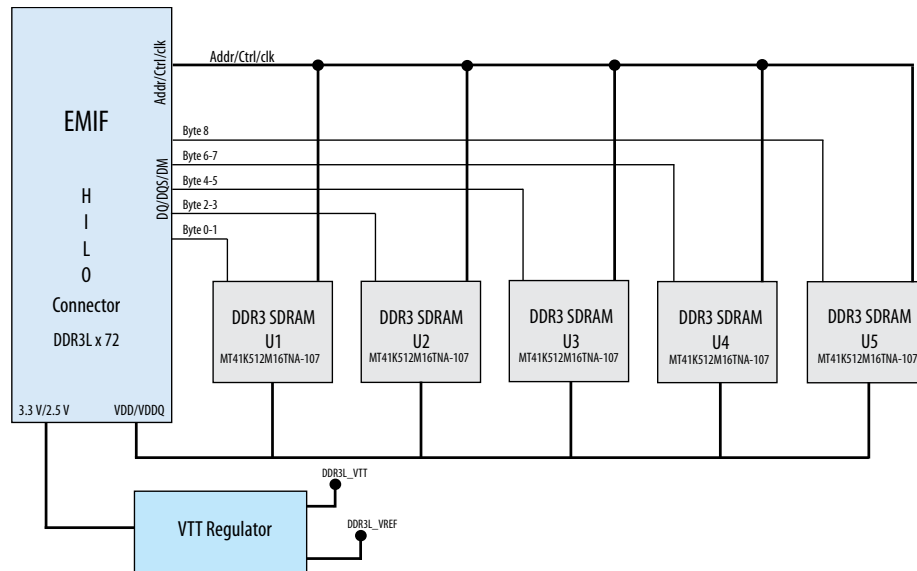 Addr/Ctrl/clk
Addr/Ctrl/clk
EMIF
H
I
L
O
Connector
DDR3L x 72
DQ/DQS/DM
Byte 8
Byte 6-7
Byte 4-5
Byte 2-3
Byte 0-1
DDR3 SDRAM
U1
MT41K512M16TNA-107
DDR3 SDRAM
U2
MT41K512M16TNA-107
DDR3 SDRAM
U3
MT41K512M16TNA-107
DDR3 SDRAM
U4
MT41K512M16TNA-107
DDR3 SDRAM
U5
MT41K512M16TNA-107
3.3 V/2.5 V
VDD/VDDQ
DDR3L_VTT
VTT Regulator
DDR3L_VREF